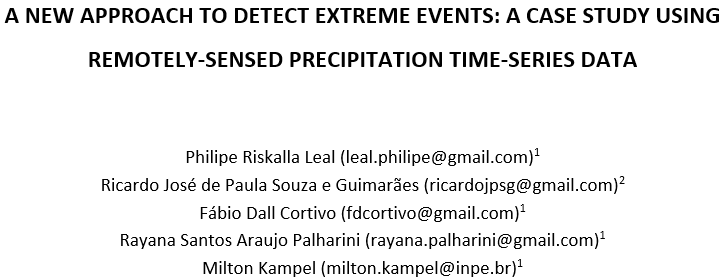 A NEW APPROACH TO DETECT EXTREME EVENTS: A CASE STUDY USING
REMOTELY-SENSED PRECIPITATION TIME-SERIES DATA
Philipe Riskalla Leal (leal.philipe@gmail.com)¹
Ricardo José de Paula Souza e Guimarães (ricardojpsg@gmail.com)²
Fábio Dall Cortivo (fdcortivo@gmail.com)¹
Rayana Santos Araujo Palharini (rayana.palharini@gmail.com)¹
Milton Kampel (milton.kampel@inpe.br)¹